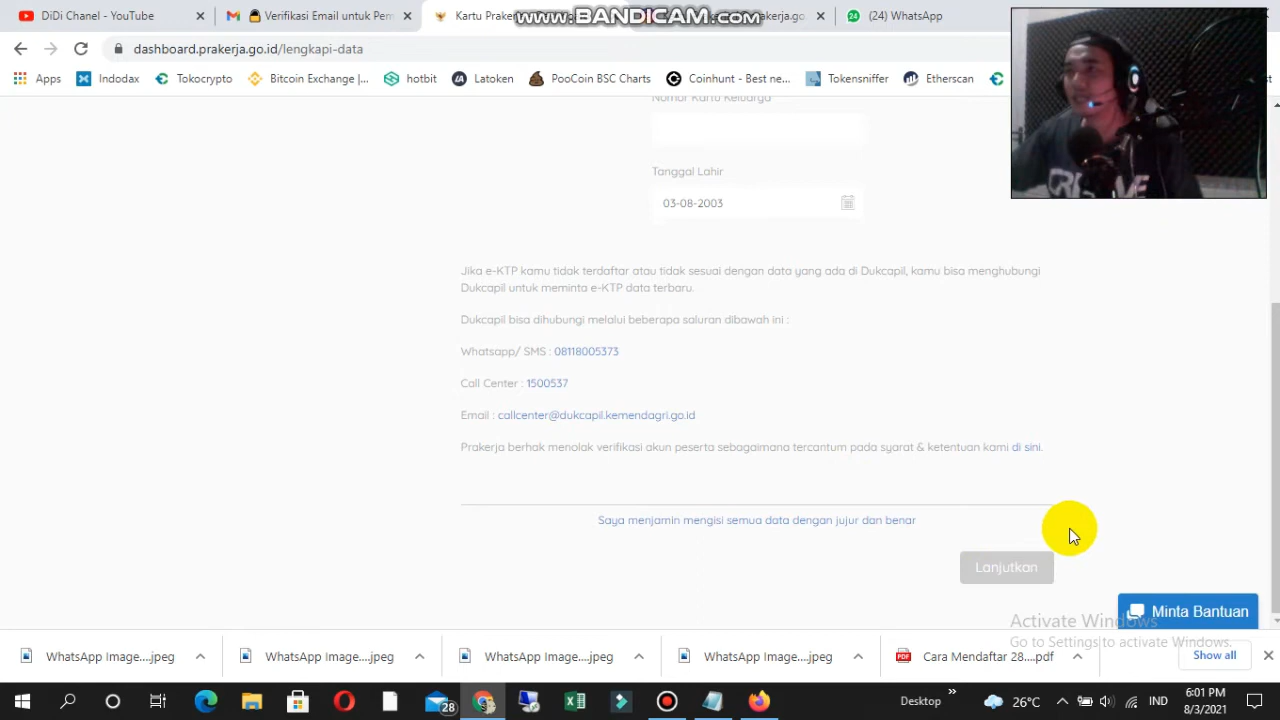 DiDi Chanel - YouTube
Verifikasi Email untuk Per
Kartu Praker
rakerja.go.
(24) WhatsApp
www.BANDICAM.com
dashboard.prakerja.go.id/lengkapi-data
Apps
Indodax
Tokocrypto
Bitcoin Exchange |...
hotbit
Latoken
PooCoin BSC Charts
Coinhunt - Best ne...
Tokensniffer
Etherscan
Nomor Kartu Keluarga
Tanggal Lahir
03-08-2003
Jika e-KTP kamu tidak terdaftar atau tidak sesuai dengan data yang ada di Dukcapil, kamu bisa menghubungi
Dukcapil untuk meminta e-KTP data terbaru.
Dukcapil bisa dihubungi melalui beberapa saluran dibawah ini :
Whatsapp/ SMS : 08118005373
Call Center : 1500537
Email : callcenter@dukcapil.kemendagri.go.id
Prakerja berhak menolak verifikasi akun peserta sebagaimana tercantum pada syarat & ketentuan kami di sini.
Saya menjamin mengisi semua data dengan jujur dan benar
Lanjutkan
Minta Bantuan
Activate Windows
Go to Settings to activate Windows.
WhatsApp Image....jpeg
WhatsApp Image....jpeg
WhatsApp Image....jpeg
WhatsApp Image....jpeg
Cara Mendaftar 28....pdf
Show all
28
Desktop
26°C
IND
6:01 PM
8/3/2021